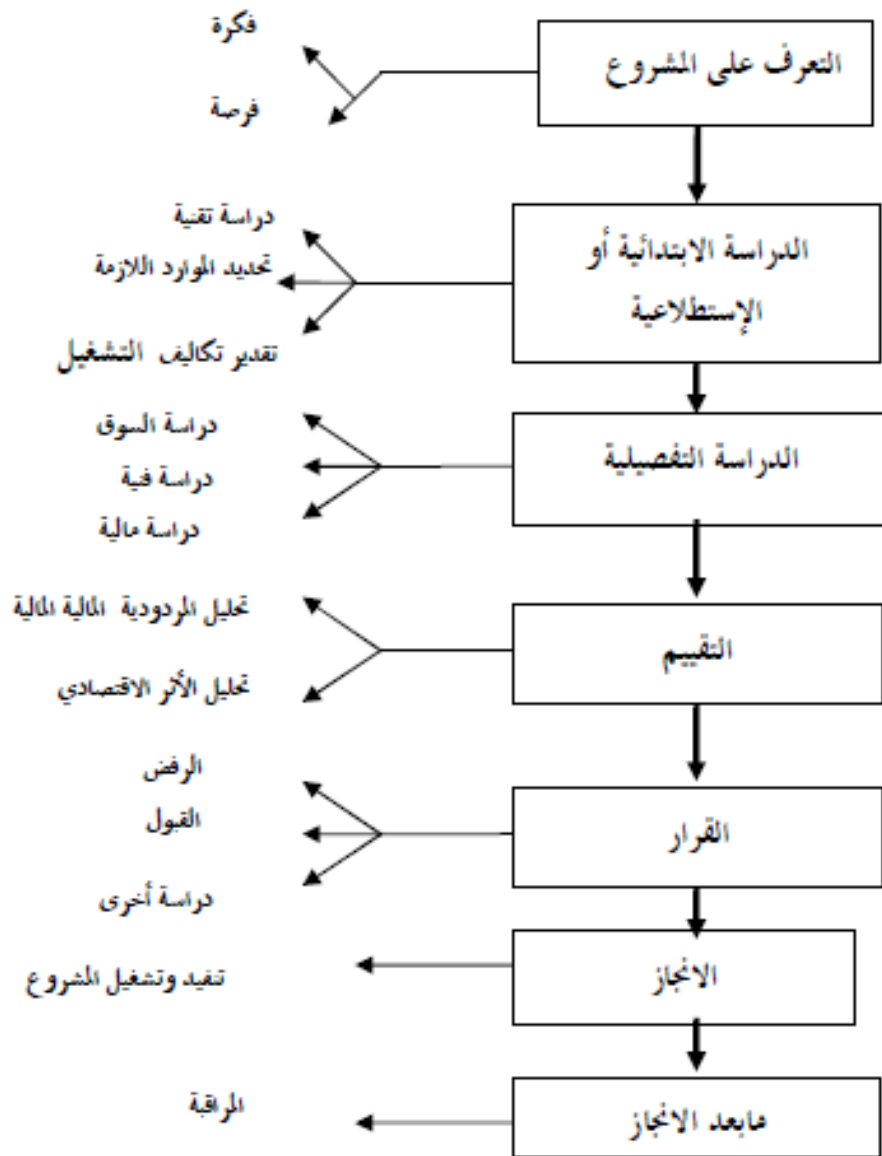 التعرف على المشروع
فكرة
فرصة
الدراسة الابتدائية أو
الإستطلاعية
دراسة تقنية
تحديد الموارد اللازمة
تقدير تكاليف التشغيل
الدراسة التفصيلية
دراسة السوق
دراسة فنية
دراسة مالية
التقييم
تحليل المردودية المالية المالية
تحليل الأثر الاقتصادي
القرار
الرفض
القبول
دراسة أخرى
الانجاز
تنفيد وتشغيل المشروع
مابعد الانجاز
المراقبة